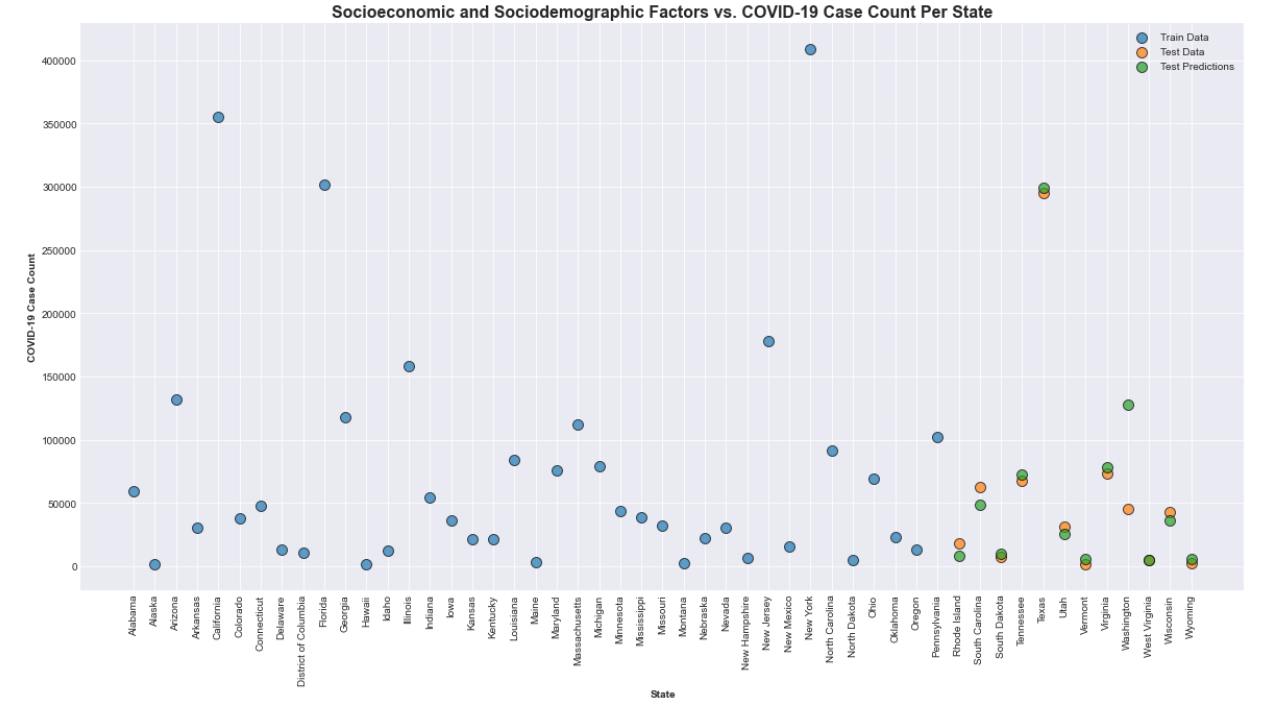 Socioeconomic and Sociodemographic Factors vs. COVID-19 Case Count Per State
Train Data
Test Data
Test Predictions
400000
350000
300000
250000
200000
150000
100000
50000
0
COVID-19 Case Count
Alabama
Alaska
Arizona
Arkansas
California
Colorado
Connecticut
Delaware
District of Columbia
Florida
Georgia
Hawaii
Idaho
Illinois
Indiana
Iowa
Kansas
Kentucky
Louisiana
Maine
Maryland
Massachusetts
Michigan
Minnesota
Mississippi
Missouri
Montana
Nebraska
Nevada
New Hampshire
New Jersey
New Mexico
New York
North Carolina
North Dakota
Ohio
Oklahoma
Oregon
Pennsylvania
Rhode Island
South Carolina
South Dakota
Tennessee
Texas
Utah
Vermont
Virginia
Washington
West Virginia
Wisconsin
Wyoming
State